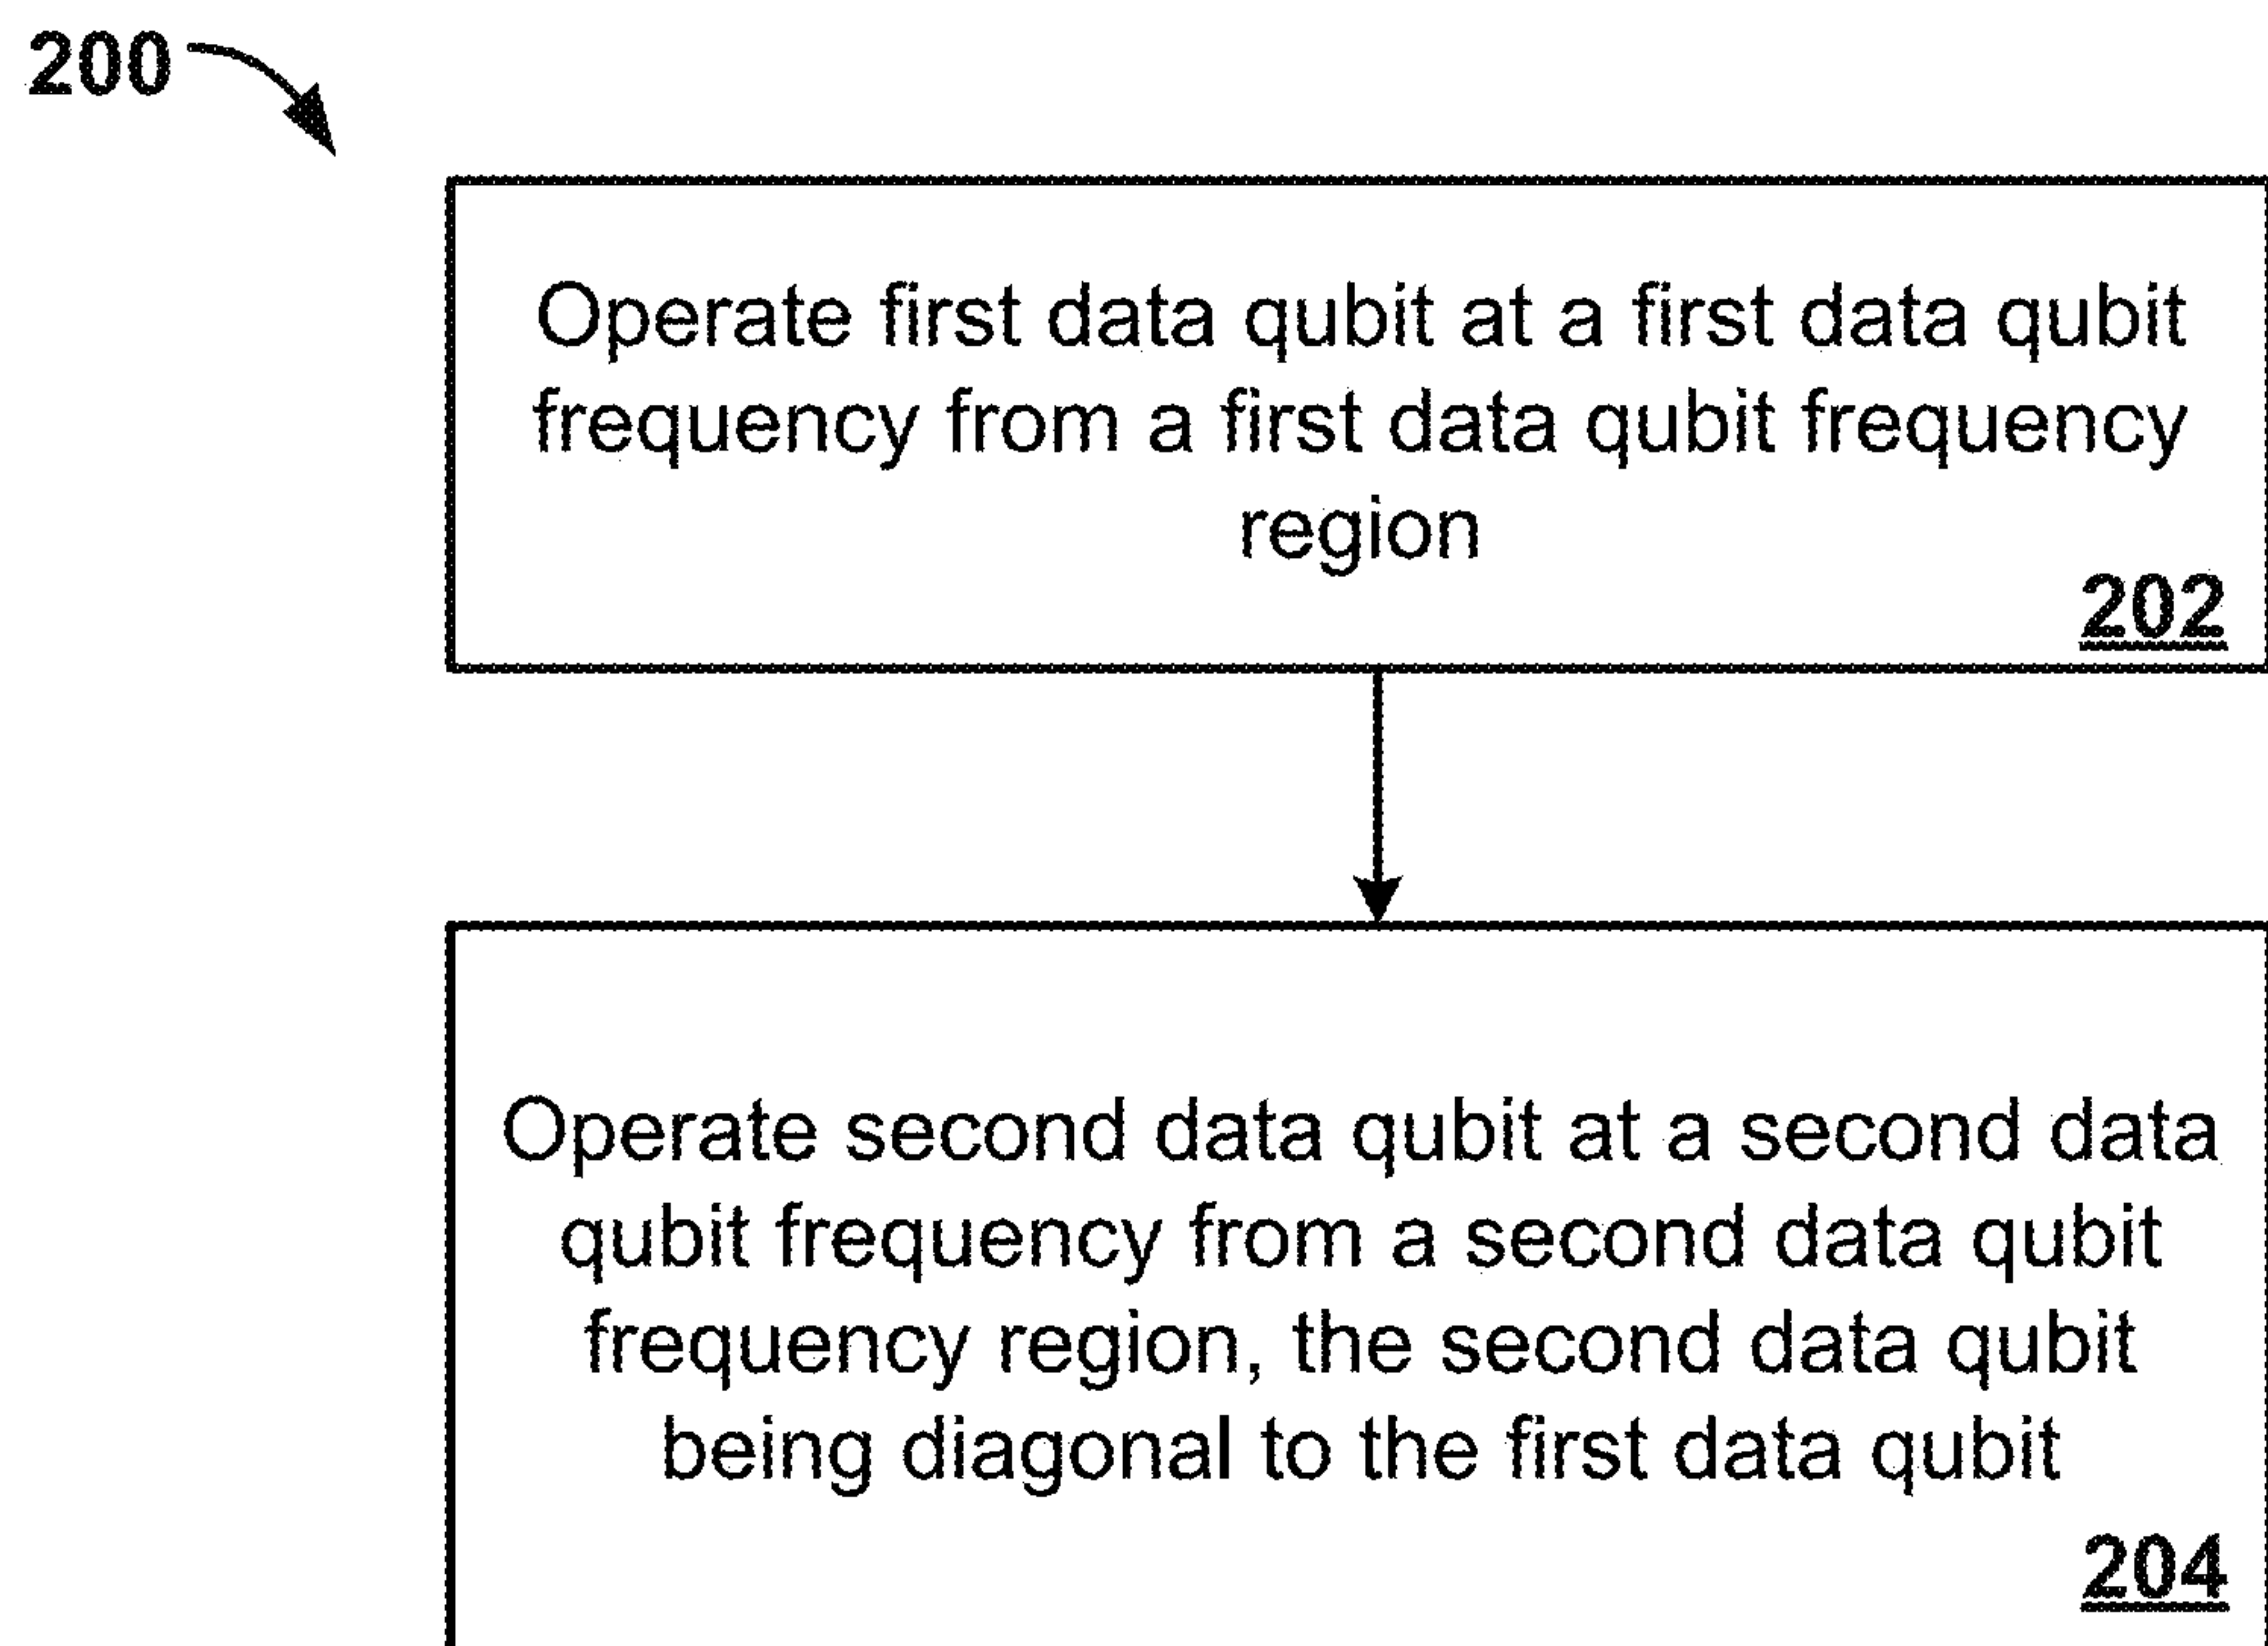 200
Operate first data qubit at a first data qubit
frequency from a first data qubit frequency
region
202
Operate second data qubit at a second data
qubit frequency from a second data qubit
frequency region, the second data qubit
being diagonal to the first data qubit
204